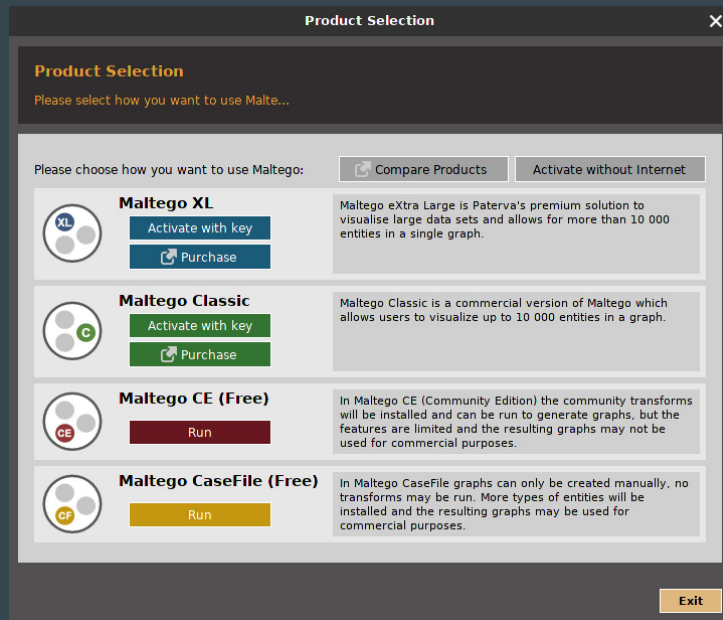 Product Selection
Product Selection
Please select how you want to use Malte...
Please choose how you want to use Maltego:
Compare Products
Activate without Internet
XL
Maltego XL
Activate with key
Purchase
Maltego eXtra Large is Paterva's premium solution to
visualise large data sets and allows for more than 10 000
entities in a single graph.
C
Maltego Classic
Activate with key
Purchase
Maltego Classic is a commercial version of Maltego which
allows users to visualize up to 10 000 entities in a graph.
CE
Maltego CE (Free)
Run
In Maltego CE (Community Edition) the community transforms
will be installed and can be run to generate graphs, but the
features are limited and the resulting graphs may not be
used for commercial purposes.
CF
Maltego CaseFile (Free)
Run
In Maltego CaseFile graphs can only be created manually, no
transforms may be run. More types of entities will be
installed and the resulting graphs may be used for
commercial purposes.
Exit